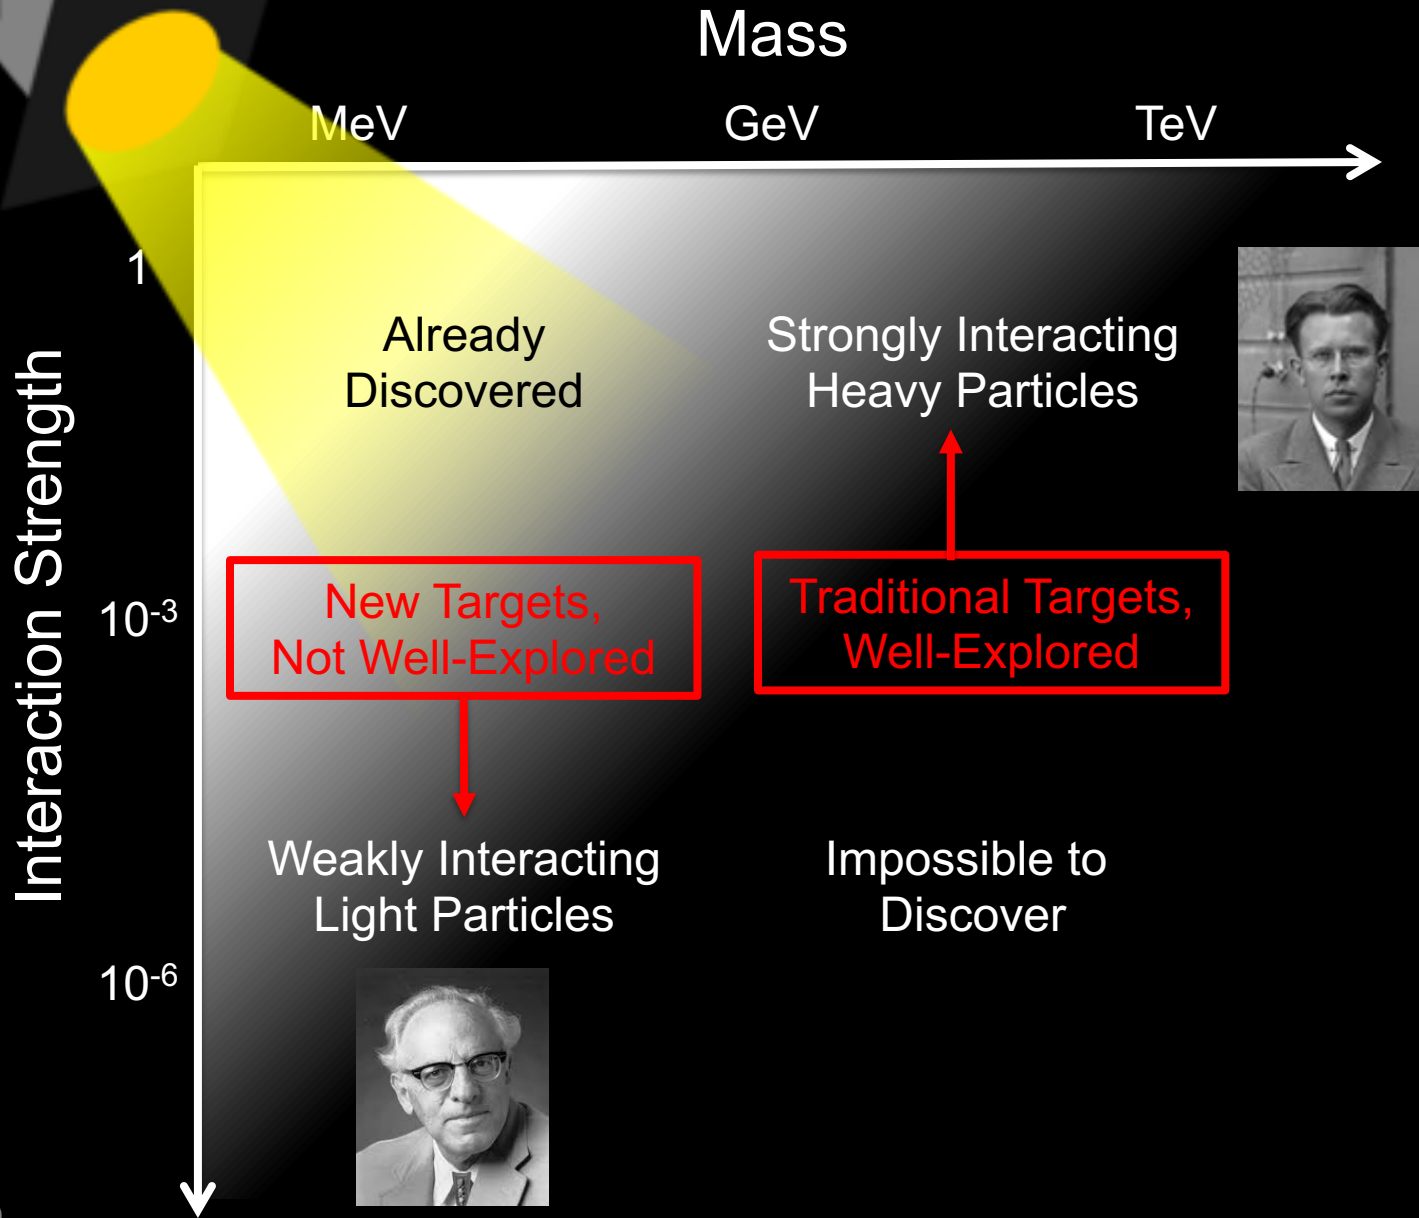 Mass
MeV
GeV
TeV
Interaction Strength
1
Already
Discovered
Strongly Interacting
Heavy Particles
10-3
New Targets,
Not Well-Explored
Traditional Targets,
Well-Explored
Weakly Interacting
Light Particles
Impossible to
Discover
10-6